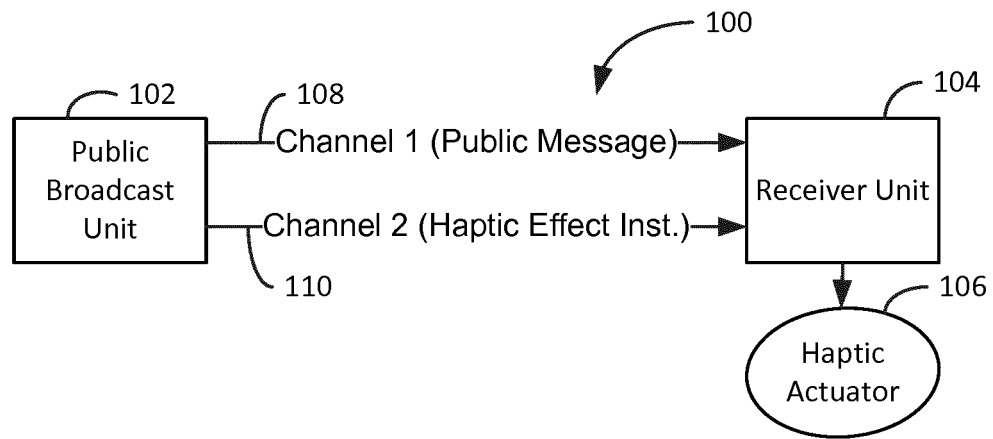 100
102
108
104
Public
Broadcast
Unit
Channel 1 (Public Message)
Receiver Unit
Channel 2 (Haptic Effect Inst.)
110
106
Haptic
Actuator